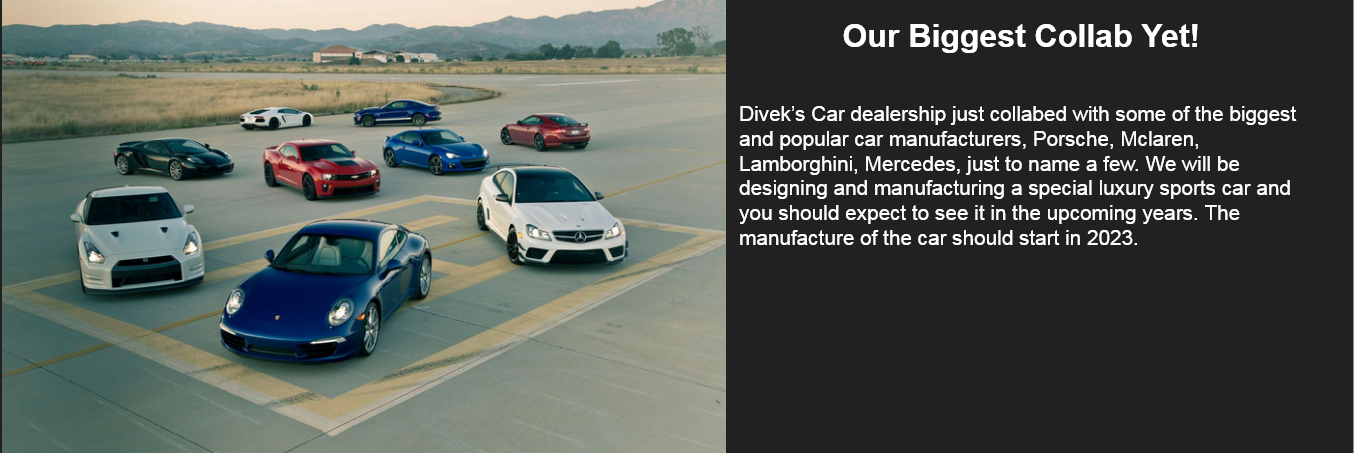 Our Biggest Collab Yet!
Divek’s Car dealership just collabed with some of the biggest
and popular car manufacturers, Porsche, Mclaren,
Lamborghini, Mercedes, just to name a few. We will be
designing and manufacturing a special luxury sports car and
you should expect to see it in the upcoming years. The
manufacture of the car should start in 2023.